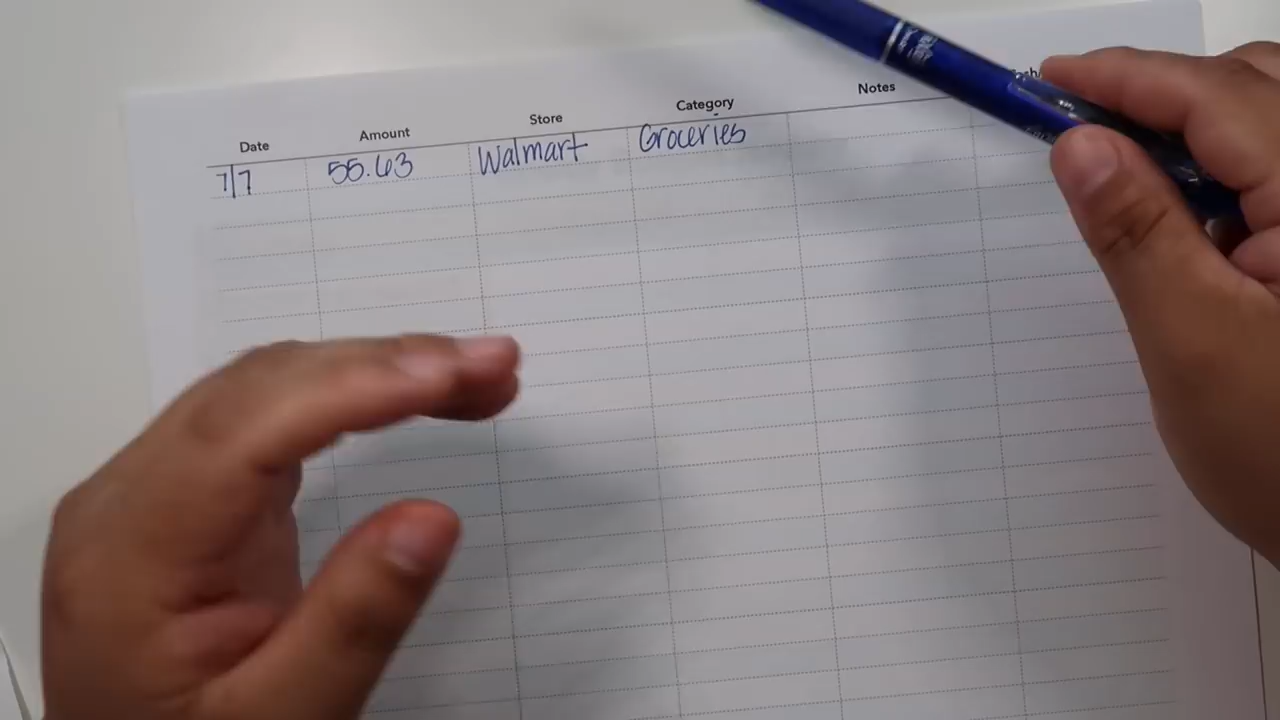 Date Amount Store Category Notes
7/7 55.63 Walmart Groceries